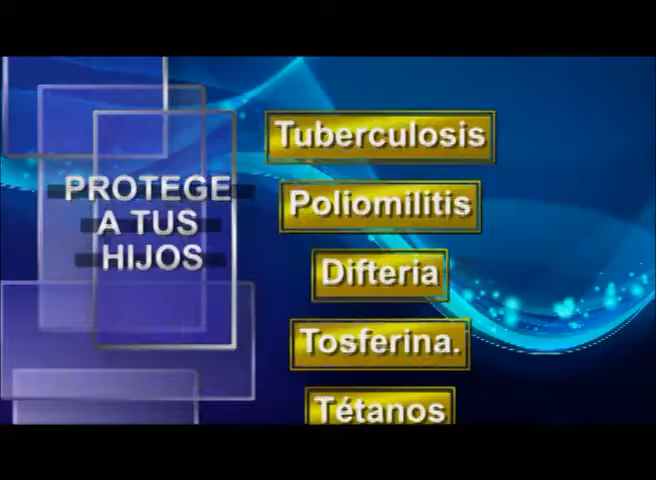 PROTEGE
A TUS
HIJOS
Tuberculosis
Poliomilitis
Difteria
Tosferina.
Tétanos